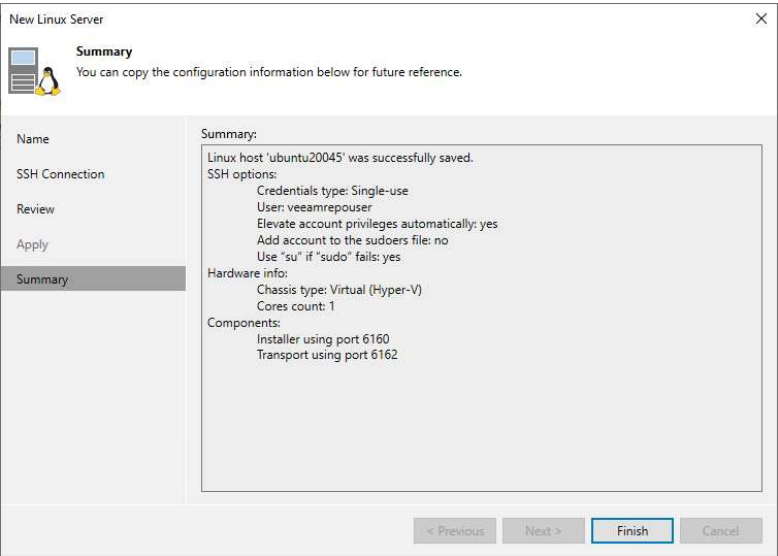 New Linux Server
Summary
You can copy the configuration information below for future reference.
Name
SSH Connection
Review
Apply
Summary
Summary:
Linux host 'ubuntu20045' was successfully saved.
SSH options:
Credentials type: Single-use
User: veeamrepouser
Elevate account privileges automatically: yes
Add account to the sudoers file: no
Use "su" if "sudo" fails: yes
Hardware info:
Chassis type: Virtual (Hyper-V)
Cores count: 1
Components:
Installer using port 6160
Transport using port 6162
< Previous
Next >
Finish
Cancel